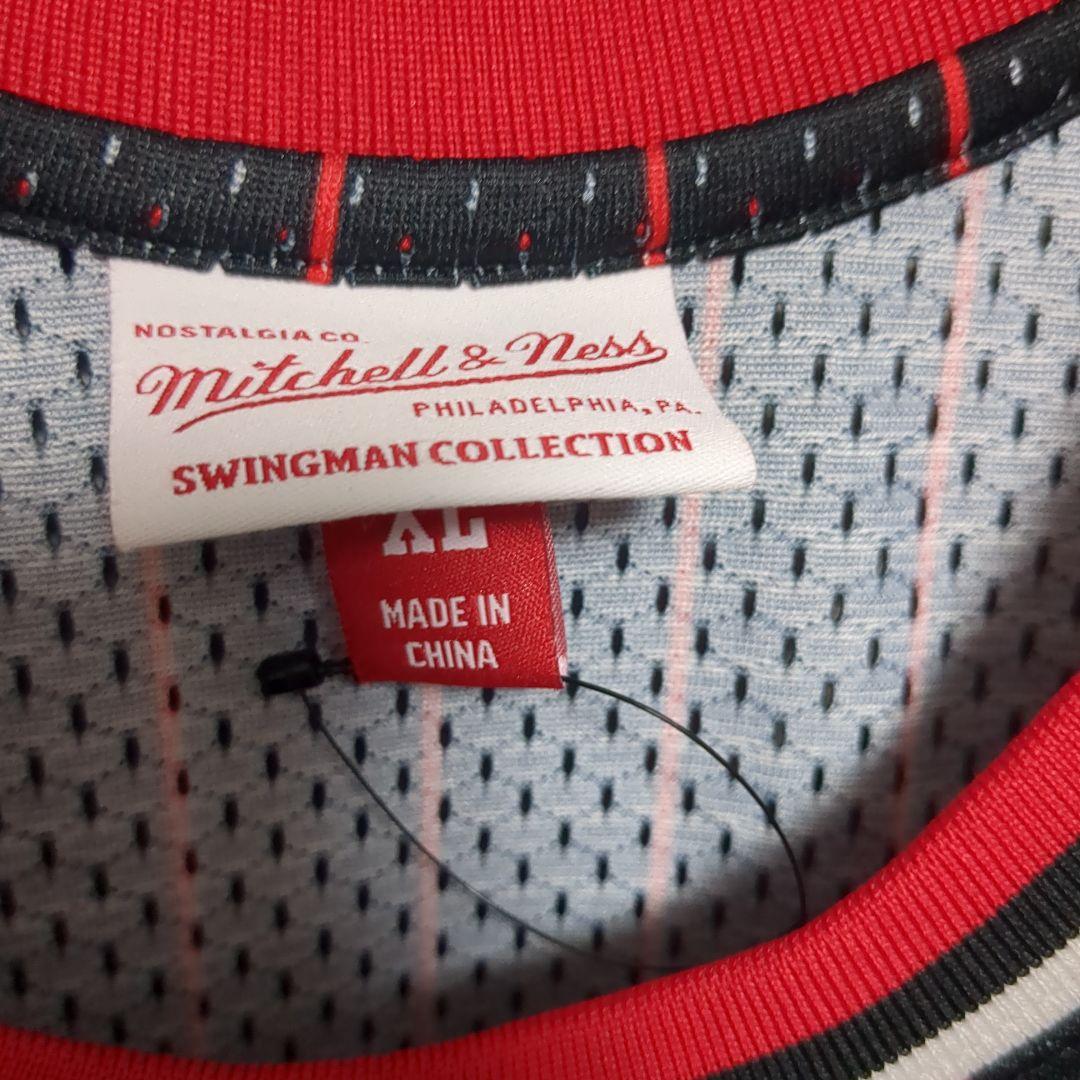 NOSTALGIA CO.
Mitchell & Ness
PHILADELPHIA, PA.
SWINGMAN COLLECTION
XL
MADE IN
CHINA